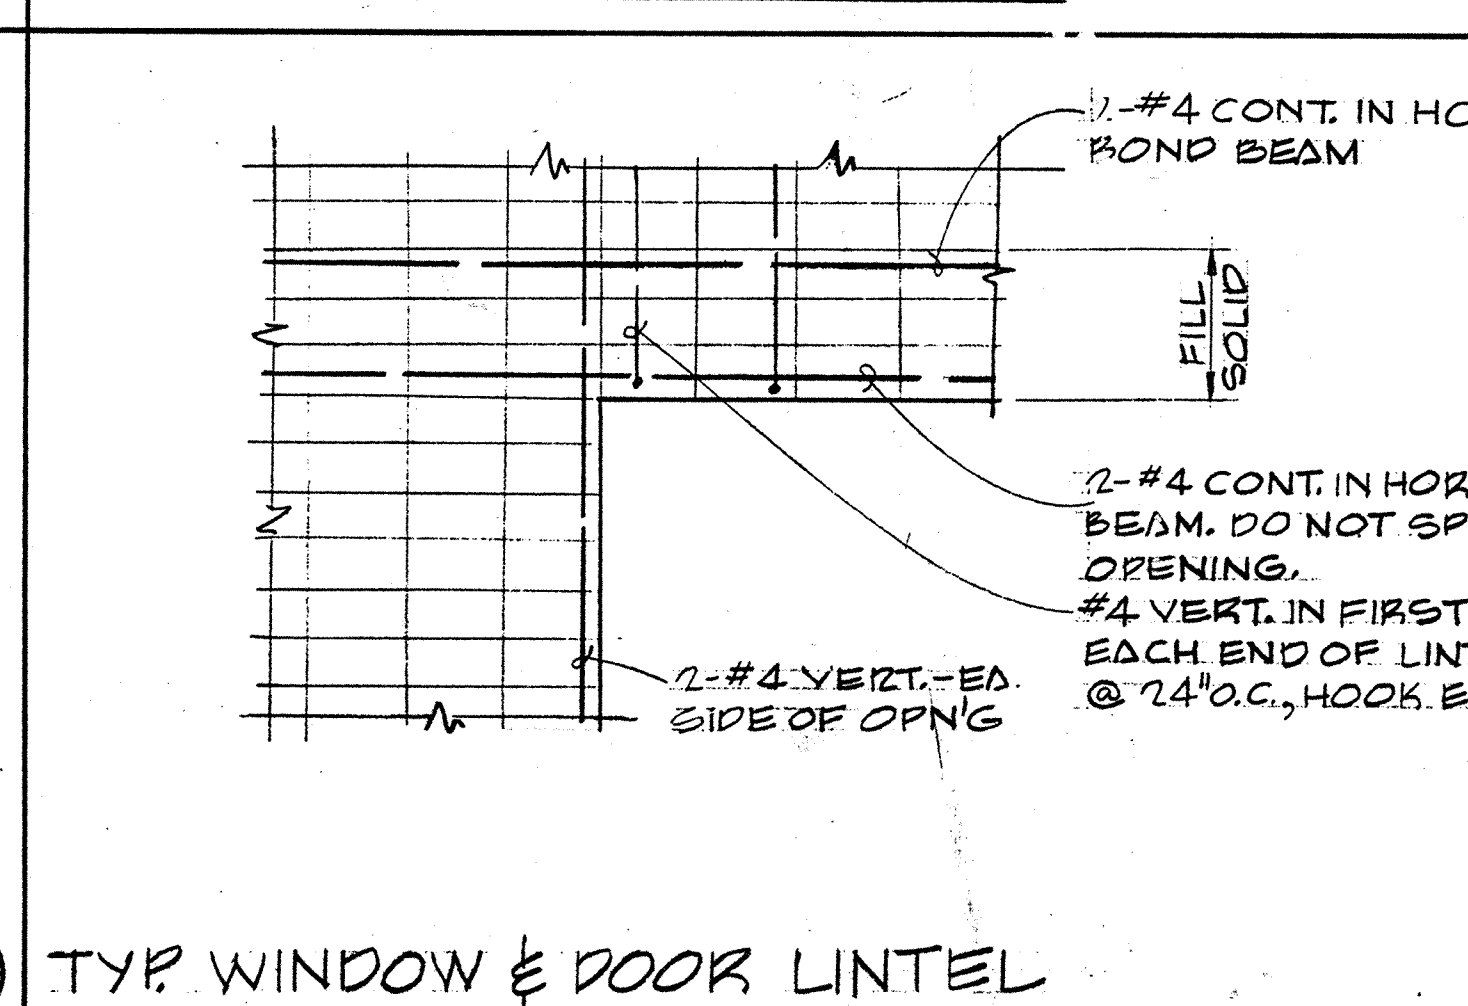 2-#4 CONT. IN HO
BOND BEAM
FILL
SOLID
2-#4 CONT. IN HOR
BEAM. DO NOT SP
OPENING.
#4 VERT. IN FIRST
EACH END OF LINT
@ 24" O.C., HOOK E
2-#4 VERT.-EA.
SIDE OF OPN'G
TYP. WINDOW & DOOR LINTEL